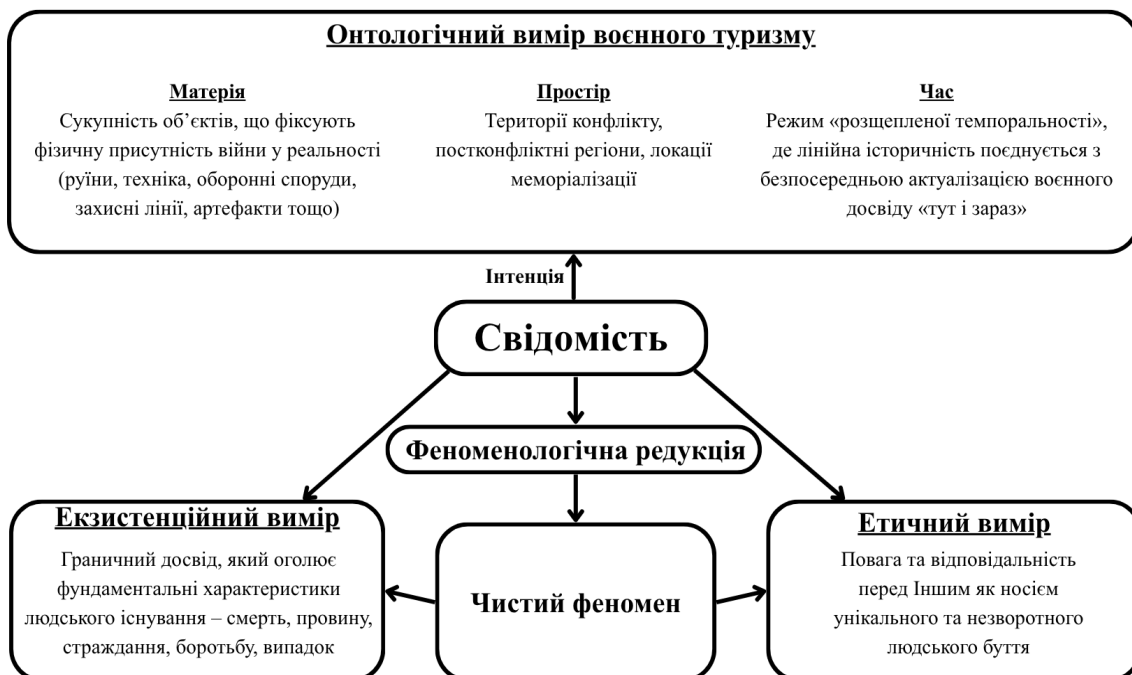 Онтологічний вимір воєнного туризму
Матерія
Сукупність об’єктів, що фіксують
фізичну присутність війни у реальності
(руїни, техніка, оборонні споруди,
захисні лінії, артефакти тощо)
Простір
Території конфлікту,
постконфліктні регіони, локації
меморіалізації
Час
Режим «розщепленої темпоральності»,
де лінійна історичність поєднується з
безпосередньою актуалізацією воєнного
досвіду «тут і зараз»
Інтенція
Свідомість
Феноменологічна редукція
Екзистенційний вимір
Граничний досвід, який оголює
фундаментальні характеристики
людського існування – смерть, провину,
страждання, боротьбу, випадок
Чистий феномен
Етичний вимір
Повага та відповідальність
перед Іншим як носієм
унікального та незворотного
людського буття